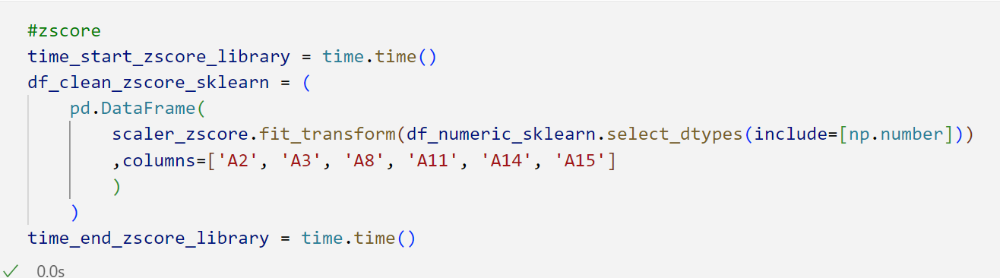 #zscore
time_start_zscore_library = time.time()
df_clean_zscore_sklearn = (
    pd.DataFrame(
        scaler_zscore.fit_transform(df_numeric_sklearn.select_dtypes(include=[np.number]))
        ,columns=['A2', 'A3', 'A8', 'A11', 'A14', 'A15']
        )
    )
time_end_zscore_library = time.time()
✓ 0.0s